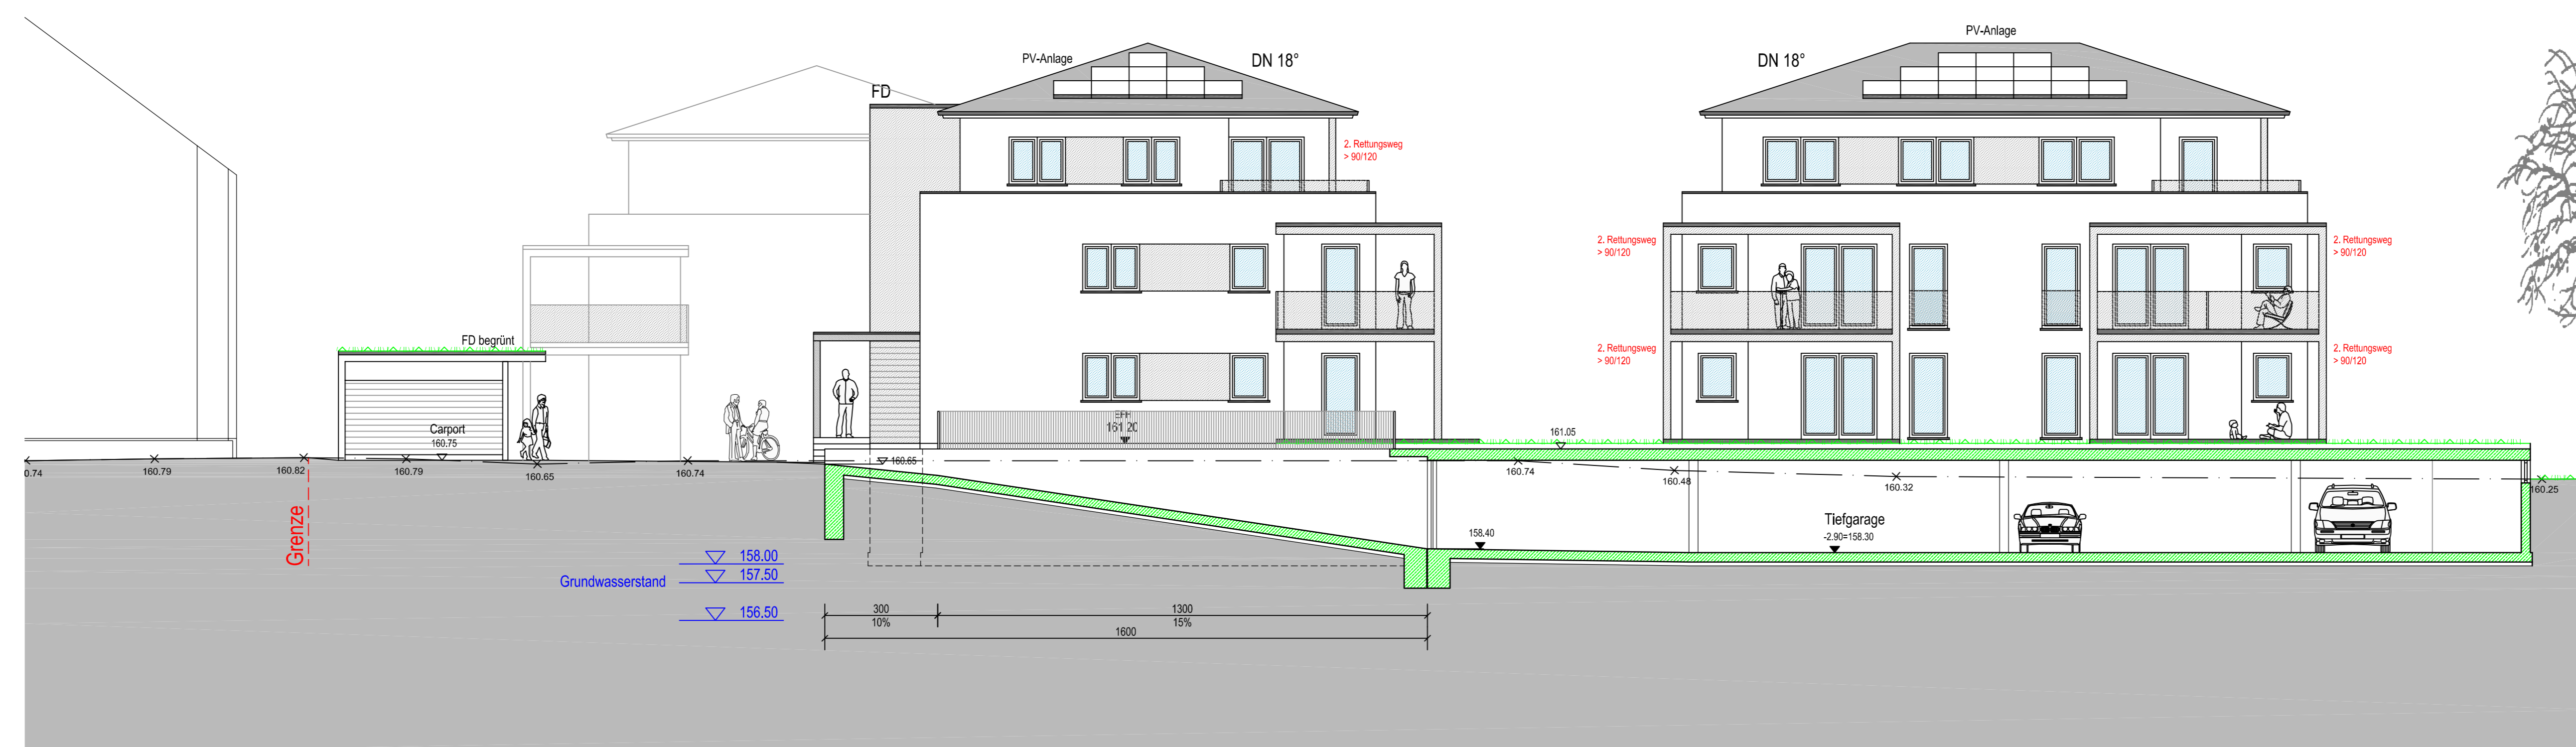 PV-Anlage
DN 18°
FD
2. Rettungsweg
> 90/120
PV-Anlage
DN 18°
2. Rettungsweg
> 90/120
2. Rettungsweg
> 90/120
2. Rettungsweg
> 90/120
2. Rettungsweg
> 90/120
FD begrünt
Carport
160.75
EFH
161.20
161.05
0.74
160.79
160.82
160.79
160.65
160.74
160.65
160.74
160.48
160.32
160.25
Grenze
158.40
Tiefgarage
-2.90=158.30
158.00
Grundwasserstand
157.50
156.50
300
10%
1300
15%
1600